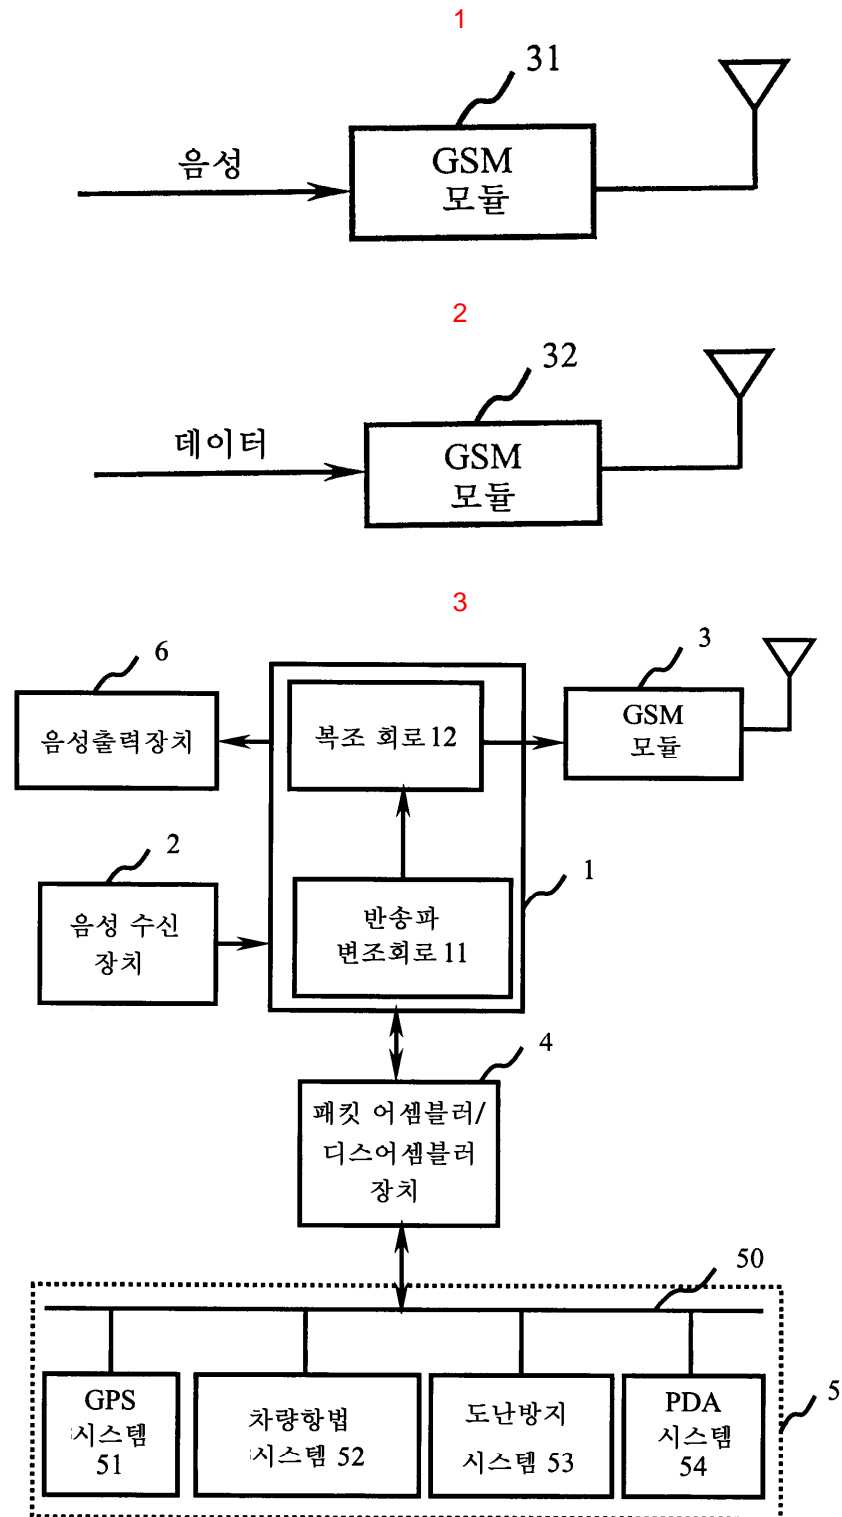 1
31
음성
GSM
모듈
2
32
데이터
GSM
모듈
3
6
3
음성출력장치
복조 회로12
GSM
모듈
2
1
음성 수신
장치
반송파
변조회로11
4
패킷 어셈블러/
디스어셈블러
장치
50
GPS
시스템
51
차량항법
시스템 52
도난방지
시스템 53
PDA
시스템
54
5